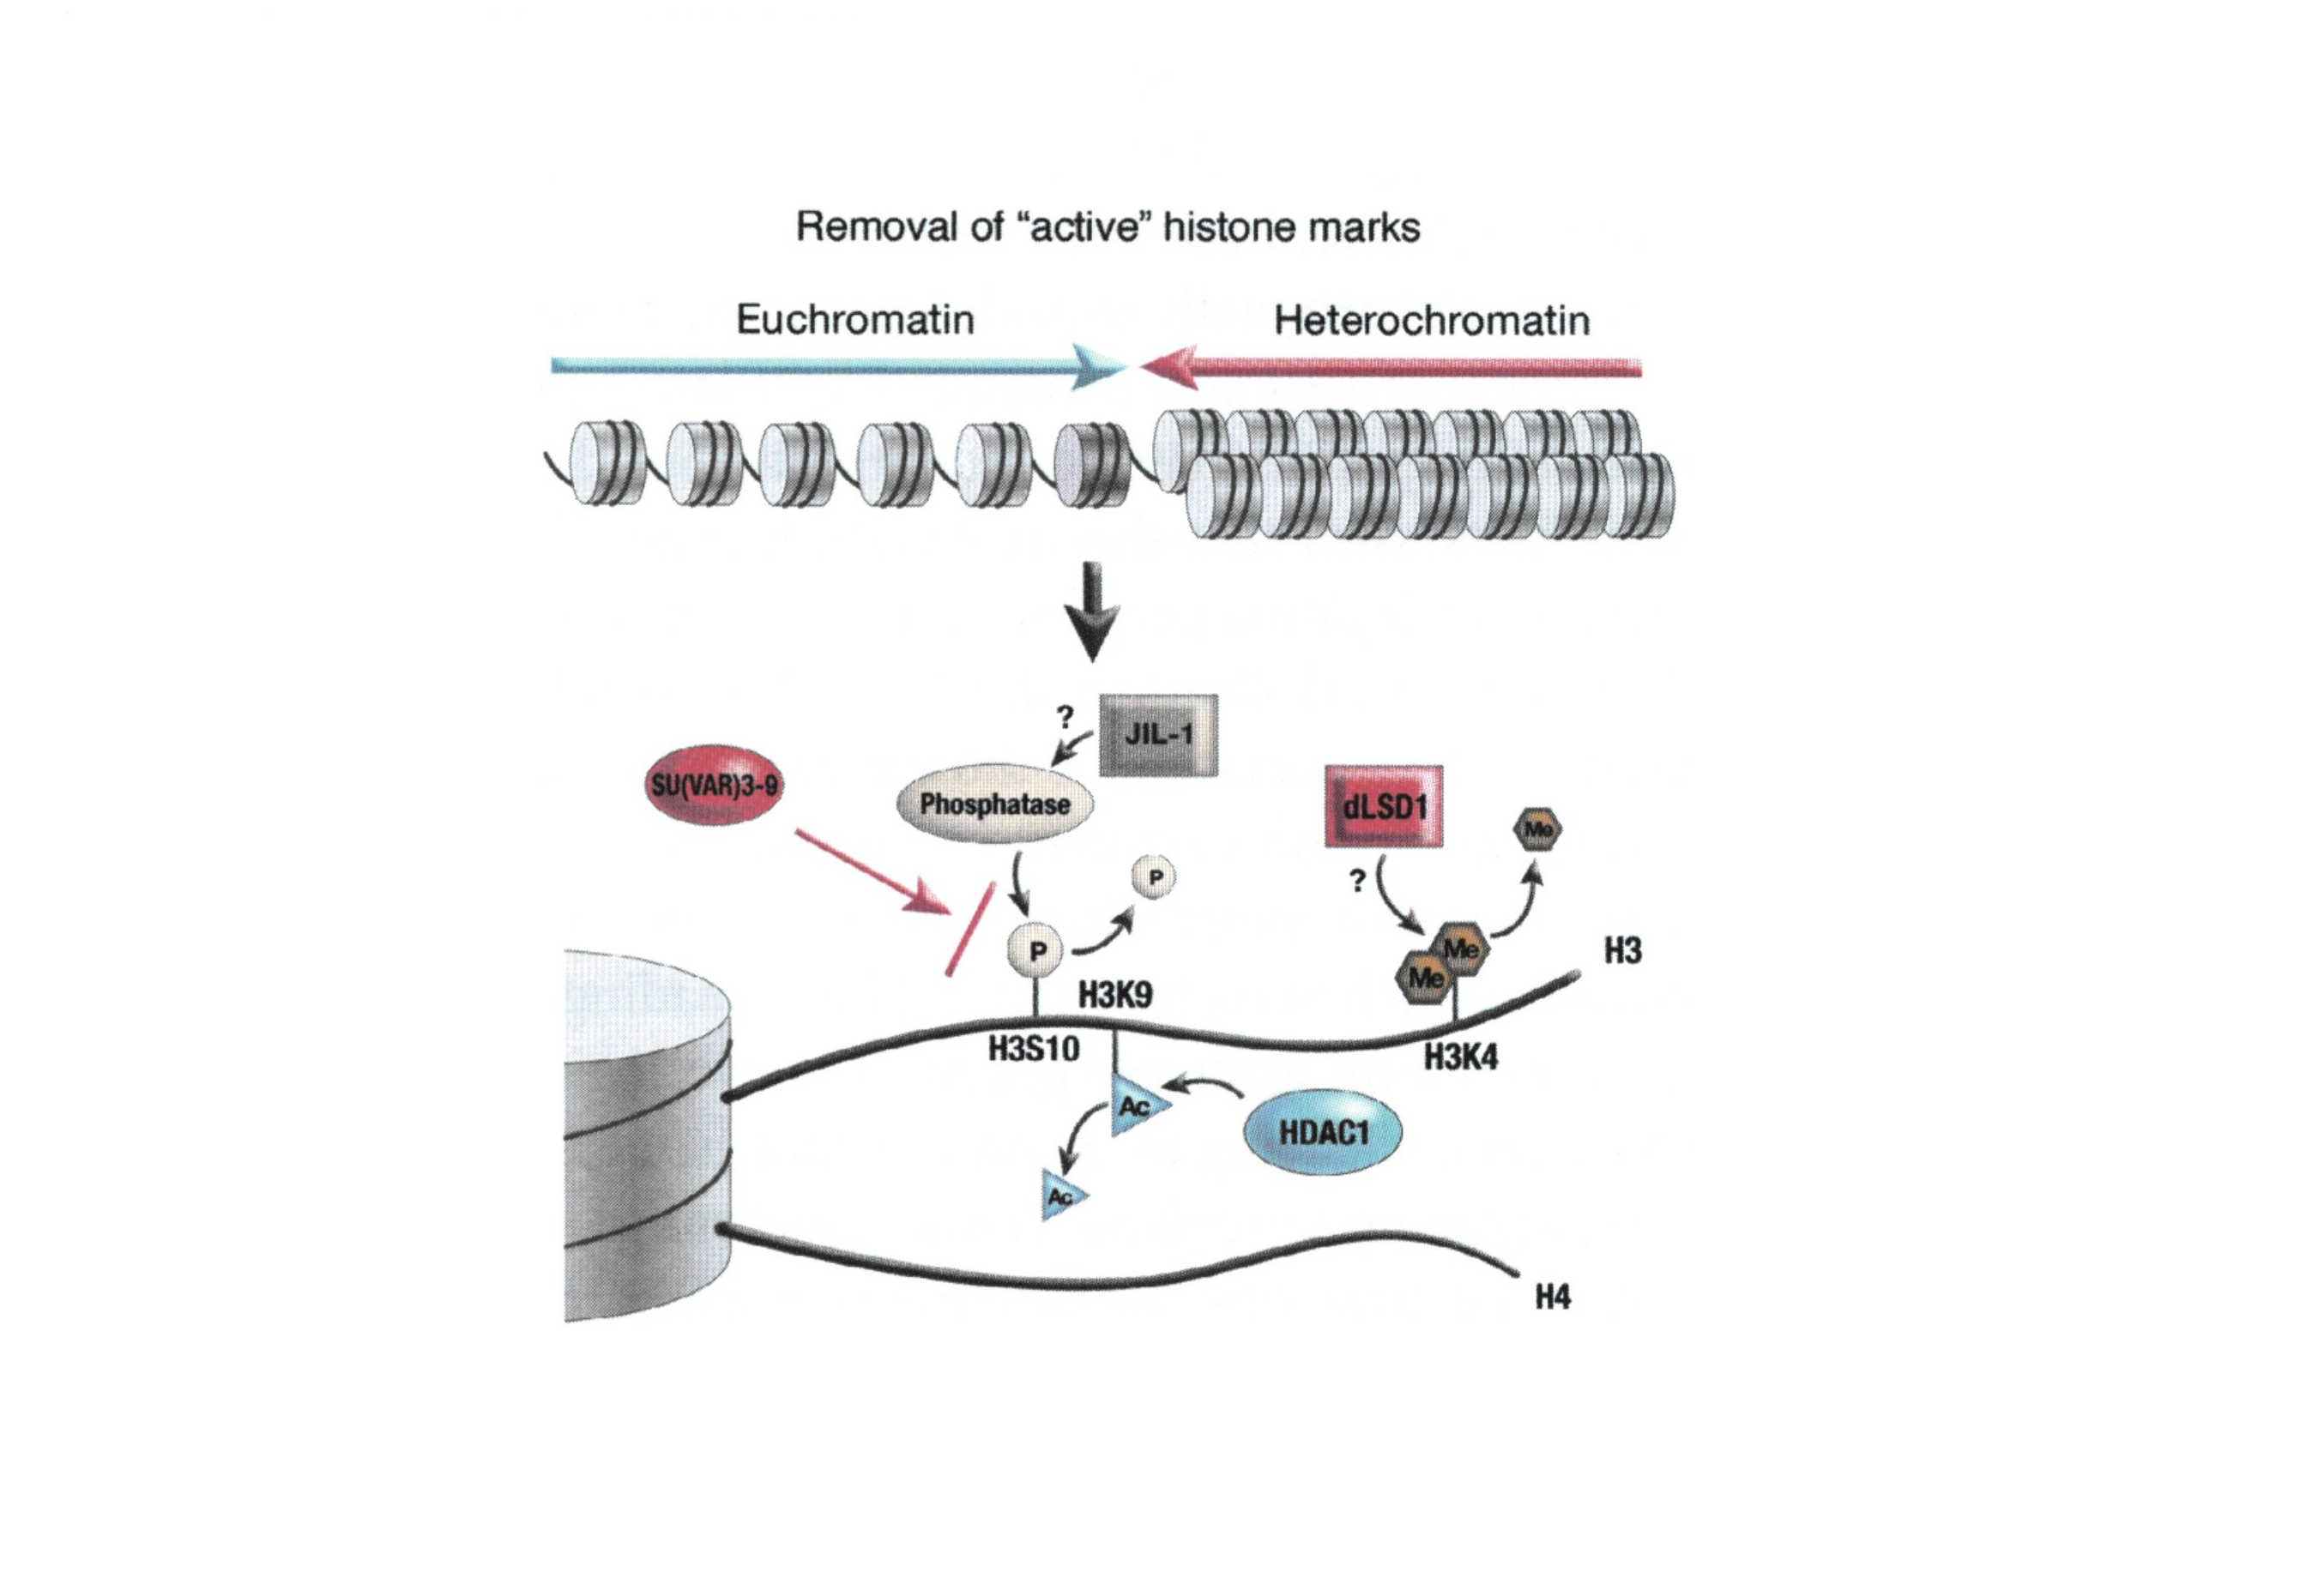 Removal of “active” histone marks
Euchromatin
Heterochromatin
?
JIL-1
SU(VAR)3-9
Phosphatase
dLSD1
Me
?
P
P
Me
Me
H3
H3K9
H3S10
H3K4
Ac
HDAC1
Ac
H4